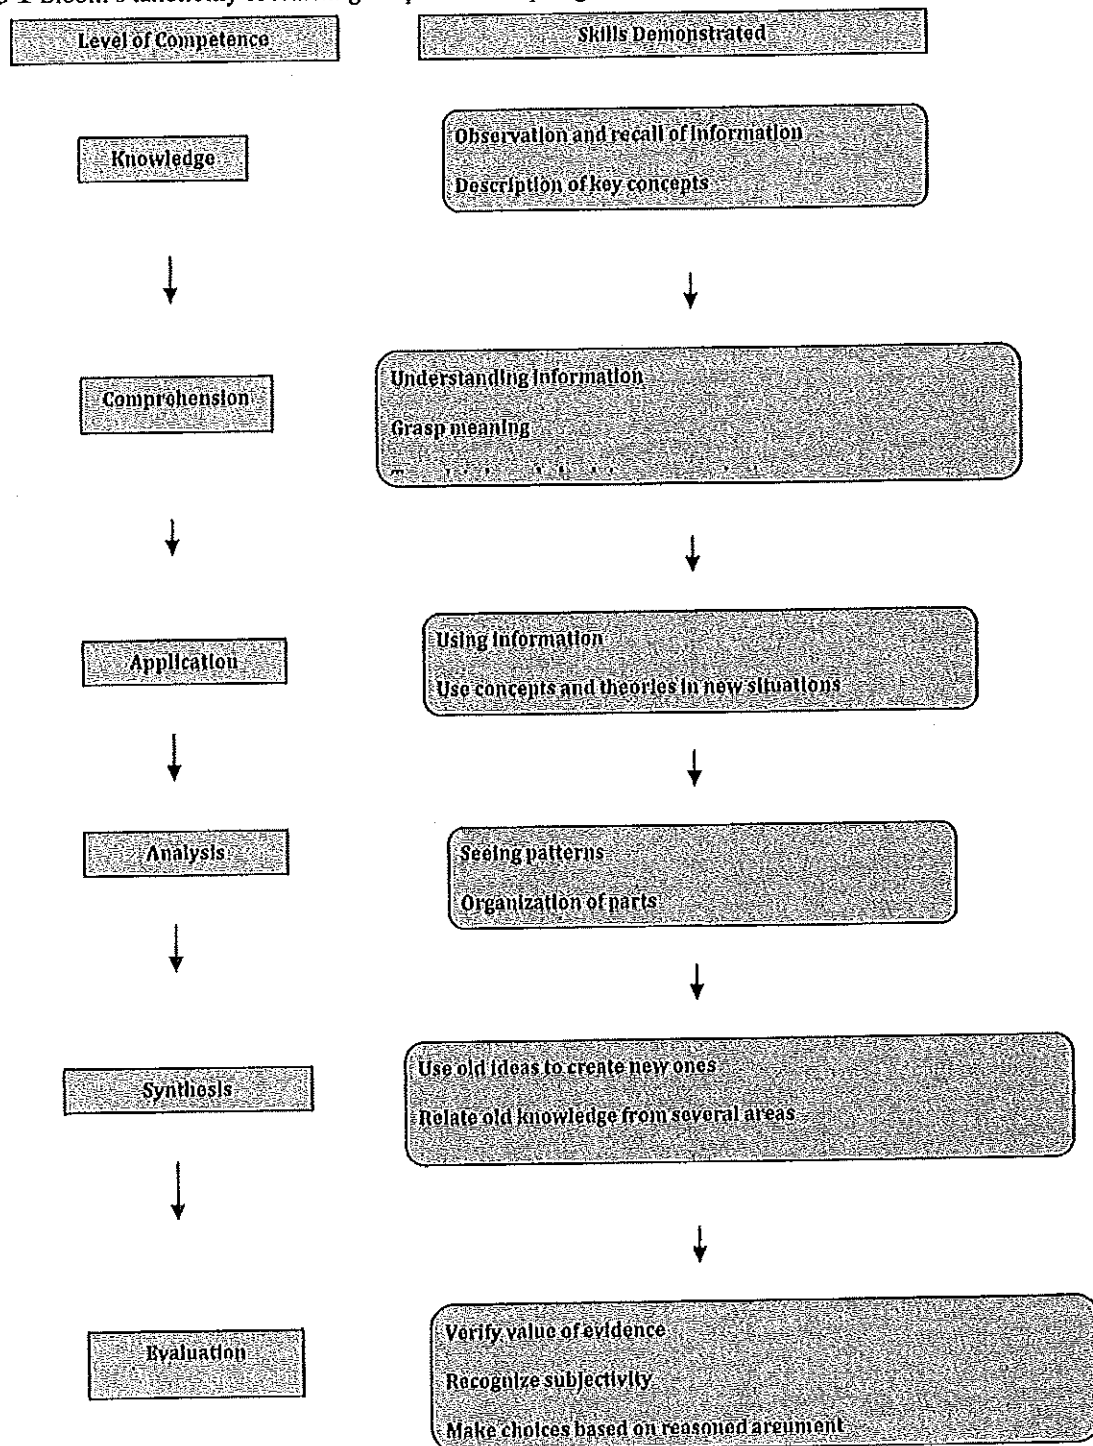 Bloom's
Level of Competence
Skills Demonstrated
Knowledge
Observation and recall of information
Description of key concepts
Comprehension
Understanding information
Grasp meaning
Application
Using information
Use concepts and theories in new situations
Analysis
Seeing patterns
Organization of parts
Synthesis
Use old ideas to create new ones
Relate old knowledge from several areas
Evaluation
Verify value of evidence
Recognize subjectivity
Make choices based on reasoned argument